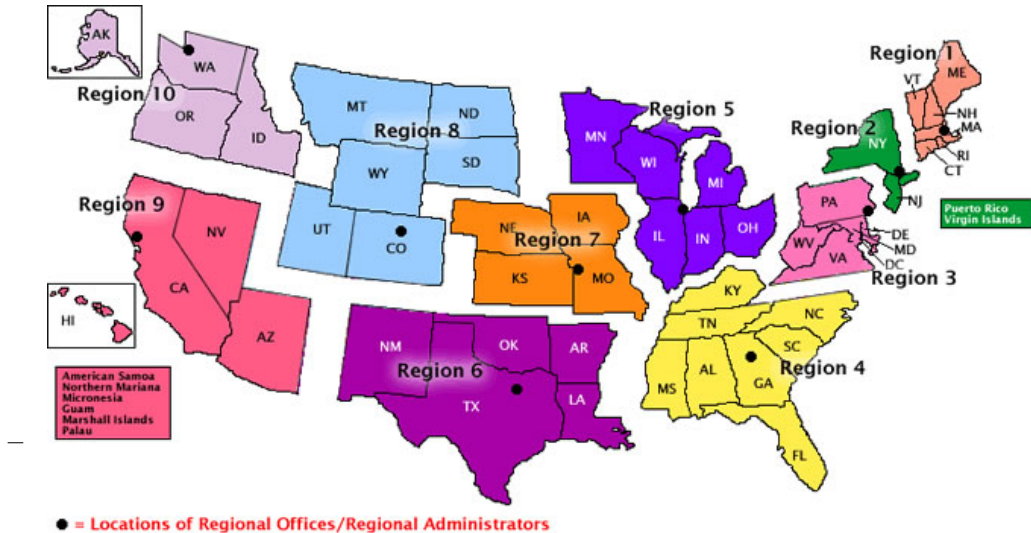 AK
WA
Region 10
OR
ID
MT
ND
Region 8
SD
WY
UT
CO
Region 9
NV
CA
AZ
HI
American Samoa
Northern Mariana
Micronesia
Guam
Marshall Islands
Palau
NE
IA
Region 7
KS
MO
NM
OK
AR
Region 6
TX
LA
MN
Region 5
WI
MI
IL
IN
OH
KY
TN
NC
SC
MS
AL
GA
Region 4
FL
Region 1
VT
ME
NH
MA
RI
CT
Region 2
NY
NJ
Puerto Rico
Virgin Islands
PA
DE
MD
WV
VA
DC
Region 3
= Locations of Regional Offices/Regional Administrators